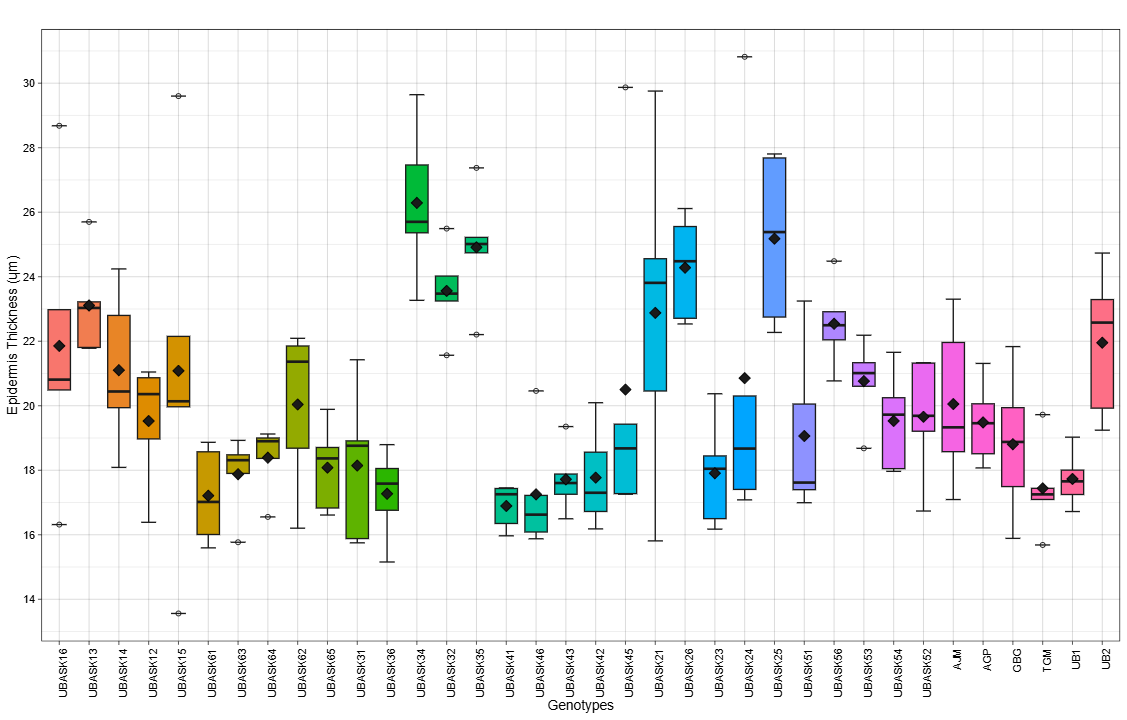 Epidermis Thickness (μm)
30
28
26
24
22
20
18
16
14
UBASK16
UBASK13
UBASK14
UBASK12
UBASK15
UBASK61
UBASK63
UBASK64
UBASK62
UBASK65
UBASK31
UBASK36
UBASK34
UBASK32
UBASK35
UBASK41
UBASK46
UBASK43
UBASK42
UBASK45
UBASK21
UBASK26
UBASK23
UBASK24
UBASK25
UBASK51
UBASK56
UBASK53
UBASK54
UBASK52
AJM
AGP
GBG
TGM
UB1
UB2
Genotypes